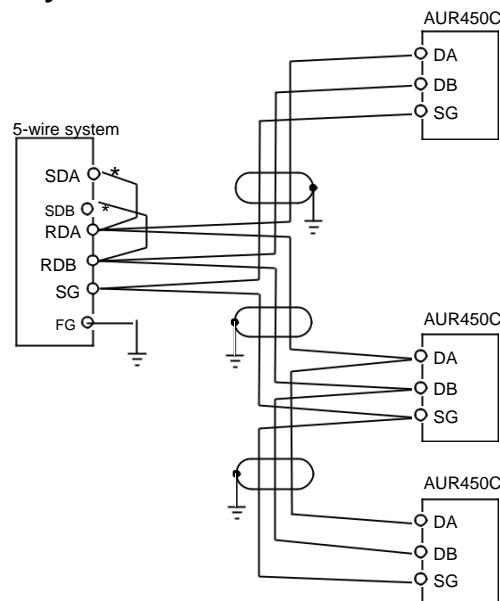 AUR450C
DA
DB
SG
5-wire system
SDA *
SDB *
RDA
RDB
SG
FG
AUR450C
DA
DB
SG
AUR450C
DA
DB
SG